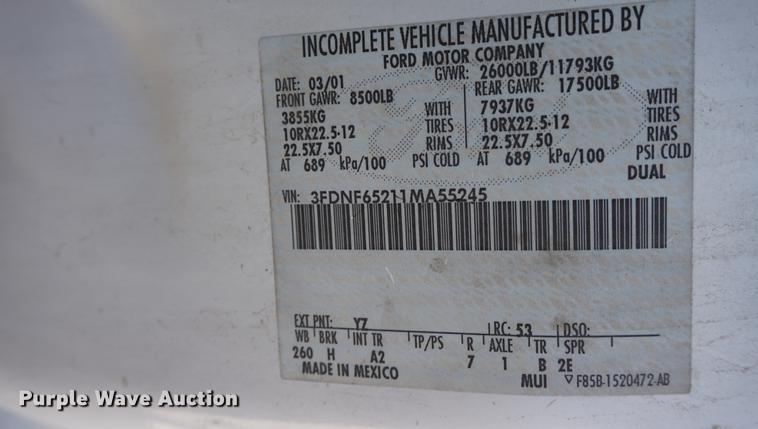 INCOMPLETE VEHICLE MANUFACTURED BY
FORD MOTOR COMPANY
DATE: 03/01 GVWR: 26000LB/11793KG
FRONT GAWR: 8500LB REAR GAWR: 17500LB
3855KG WITH 7937KG WITH
10RX22.5-12 TIRES 10RX22.5-12 TIRES
22.5X7.50 RIMS 22.5X7.50 RIMS
AT 689 kPa/100 PSI COLD AT 689 kPa/100 PSI COLD
DUAL
VIN: 3FDNF65211MA55245
EXT PNT: YZ RC: 53 DSO:
WB BRK INT TR TP/PS R AXLE TR SPR
260 H A2 7 1 B 2E
MADE IN MEXICO
MUI F85B-1520472-AB
Purple Wave Auction